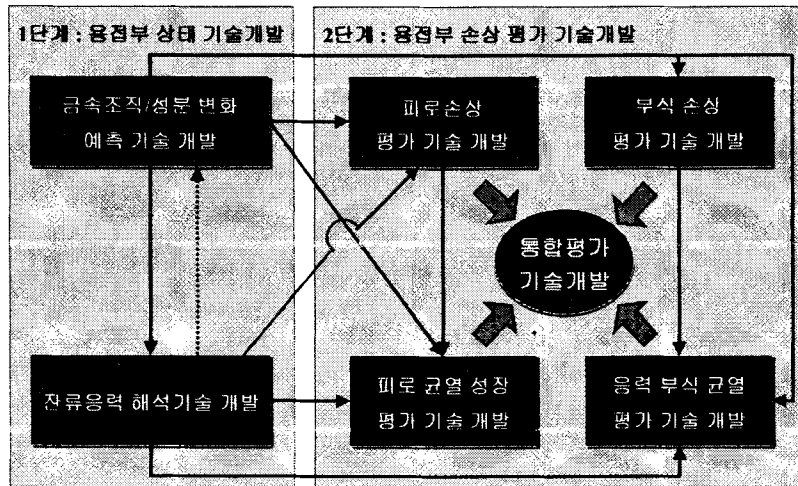 1단계 : 용접부 상태 기술개발
2단계 : 용접부 손상 평가 기술개발
금속조직/성분 변화
예측 기술 개발
피로손상
평가 기술 개발
부식 손상
평가 기술 개발
통합평가
기술개발
잔류응력 해석기술 개발
피로 균열 성장
평가 기술 개발
응력 부식 균열
평가 기술 개발